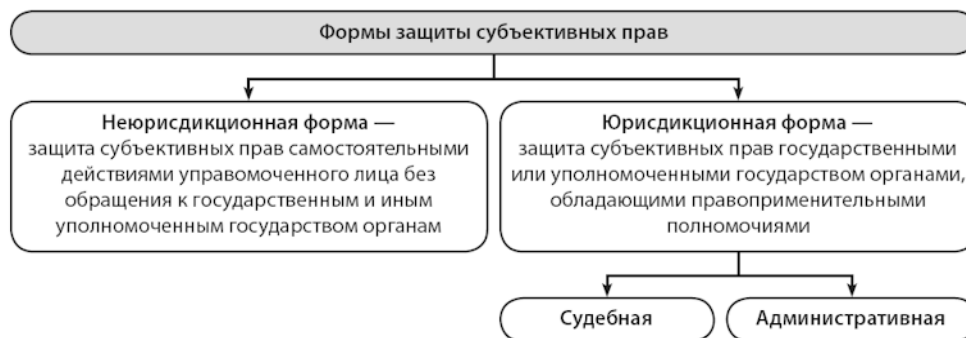 Формы защиты субъективных прав
Неюрисдикционная форма —
защита субъективных прав самостоятельными
действиями управомоченного лица без
обращения к государственным и иным
уполномоченным государством органам
Юрисдикционная форма —
защита субъективных прав государственными
или уполномоченными государством органами,
обладающими правоприменительными
полномочиями
Судебная
Административная